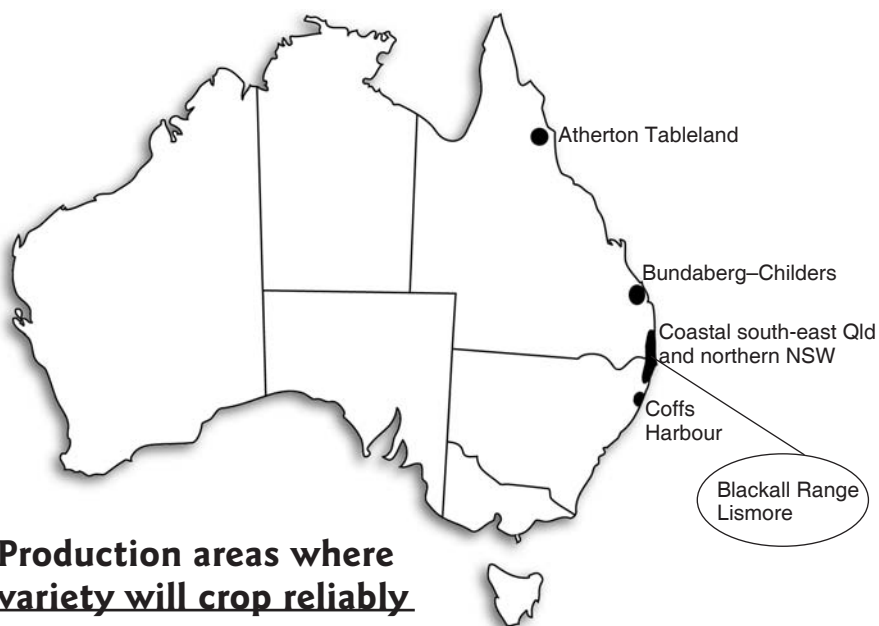 Atherton Tableland
Bundaberg–Childers
Coastal south-east Qld
and northern NSW
Coffs
Harbour
Blackall Range
Lismore
Production areas where
variety will crop reliably